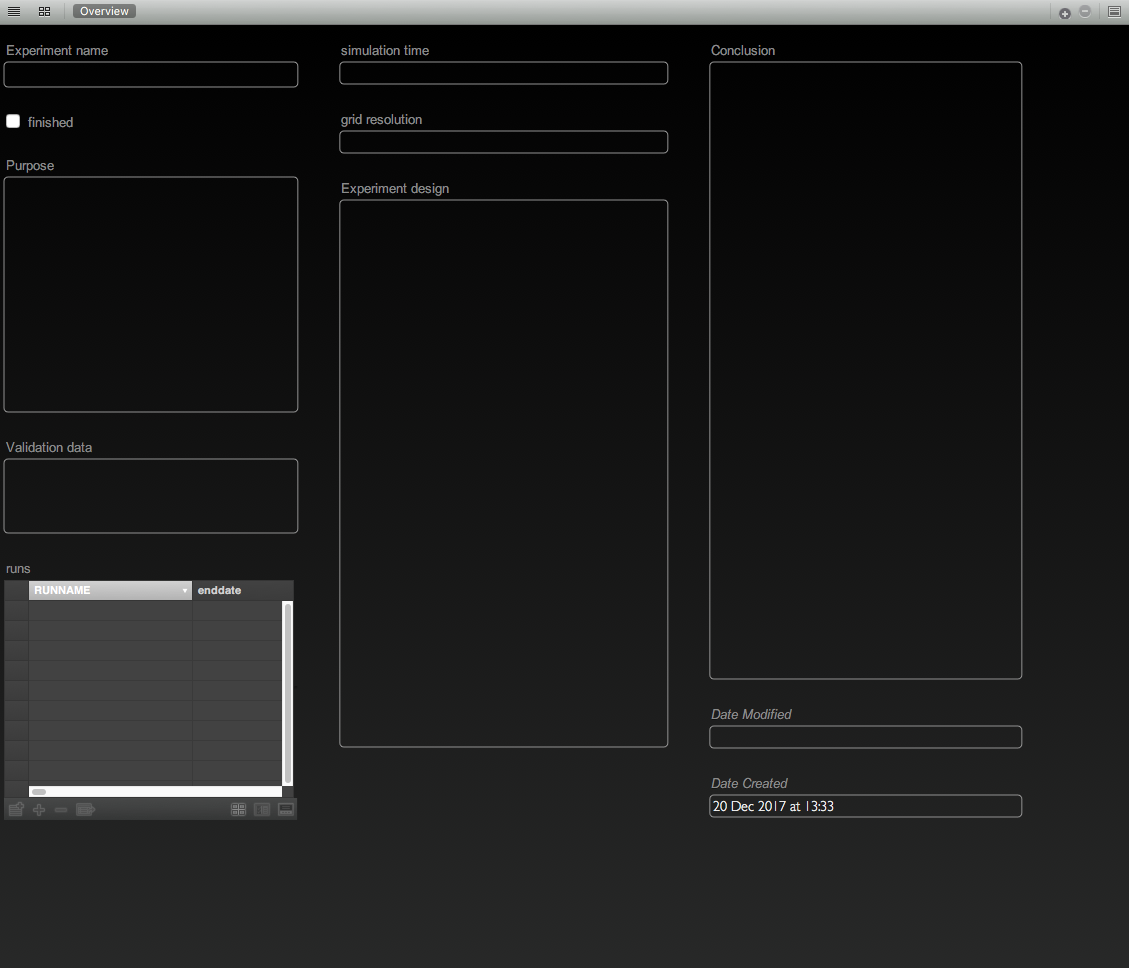 Overview
Experiment name
finished
Purpose
Validation data
runs
RUNNAME
enddate
simulation time
grid resolution
Experiment design
Conclusion
Date Modified
Date Created
20 Dec 2017 at 13:33